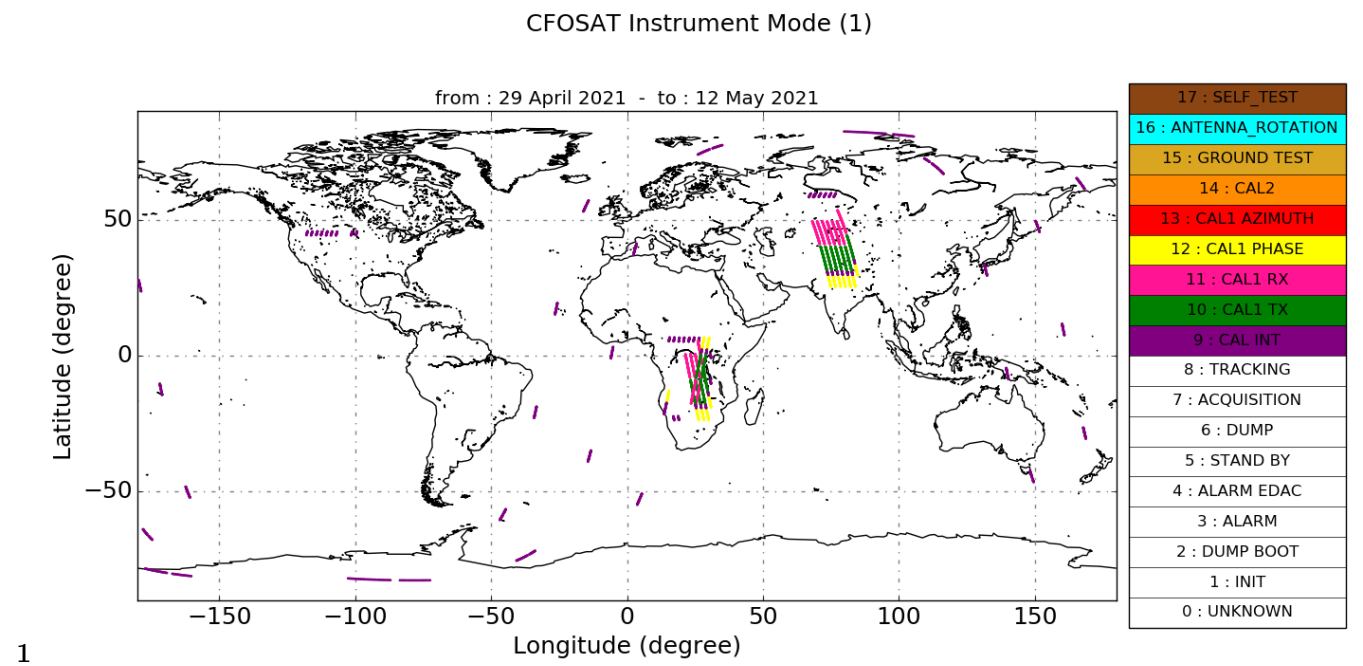 CFOSAT Instrument Mode (1)
from : 29 April 2021 - to : 12 May 2021
17 : SELF_TEST
16 : ANTENNA_ROTATION
15 : GROUND TEST
14 : CAL2
13 : CAL1 AZIMUTH
12 : CAL1 PHASE
11 : CAL1 RX
10 : CAL1 TX
9 : CAL INT
8 : TRACKING
7 : ACQUISITION
6 : DUMP
5 : STAND BY
4 : ALARM EDAC
3 : ALARM
2 : DUMP BOOT
1 : INIT
0 : UNKNOWN
Latitude (degree)
50
0
−50
−150 −100 −50 0 50 100 150
Longitude (degree)
1